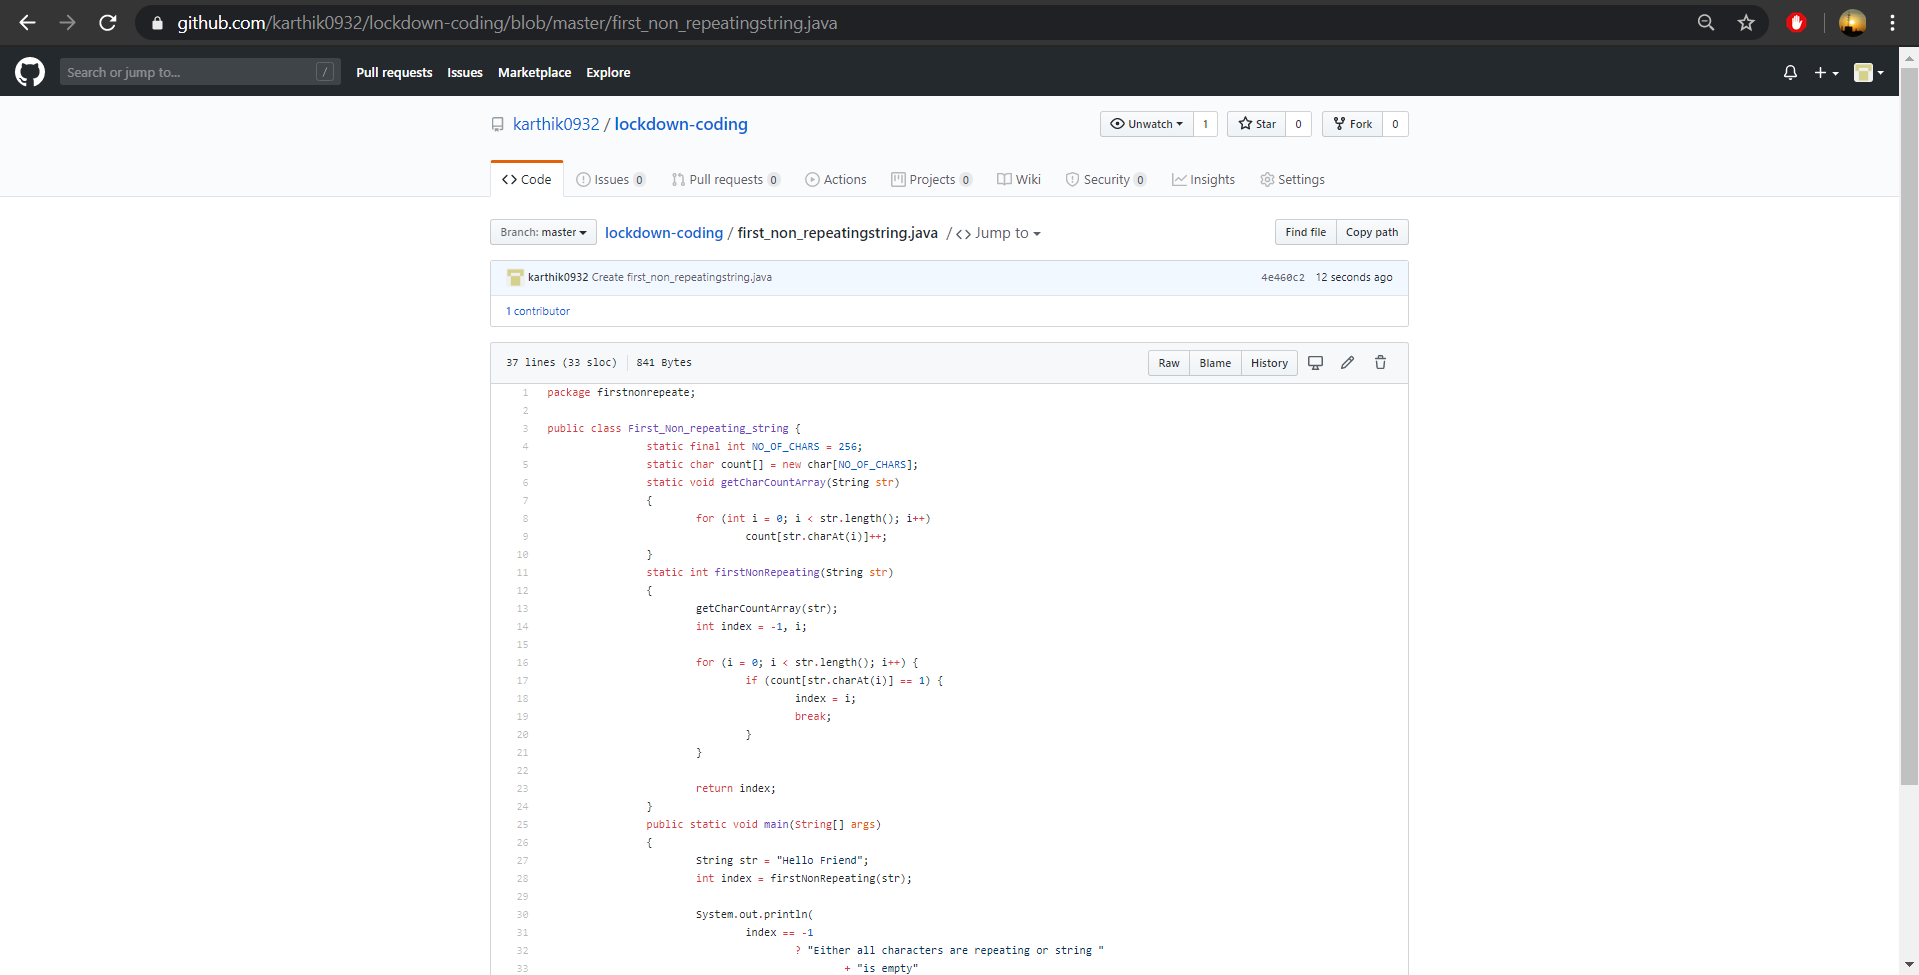 github.com/karthik0932/lockdown-coding/blob/master/first_non_repeatingstring.java
Search or jump to... / Pull requests Issues Marketplace Explore
karthik0932 / lockdown-coding Unwatch 1 Star 0 Fork 0
Code Issues 0 Pull requests 0 Actions Projects 0 Wiki Security 0 Insights Settings
Branch: master lockdown-coding / first_non_repeatingstring.java / <> Jump to Find file Copy path
karthik0932 Create first_non_repeatingstring.java 4e460c2 12 seconds ago
1 contributor
37 lines (33 sloc) 841 Bytes Raw Blame History
1 package firstnonrepeate;
2
3 public class First_Non_repeating_string {
4 static final int NO_OF_CHARS = 256;
5 static char count[] = new char[NO_OF_CHARS];
6 static void getCharCountArray(String str)
7 {
8 for (int i = 0; i < str.length(); i++)
9 count[str.charAt(i)]++;
10 }
11 static int firstNonRepeating(String str)
12 {
13 getCharCountArray(str);
14 int index = -1, i;
15
16 for (i = 0; i < str.length(); i++) {
17 if (count[str.charAt(i)] == 1) {
18 index = i;
19 break;
20 }
21 }
22
23 return index;
24 }
25 public static void main(String[] args)
26 {
27 String str = "Hello Friend";
28 int index = firstNonRepeating(str);
29
30 System.out.println(
31 index == -1
32 ? "Either all characters are repeating or string "
33 + "is empty"